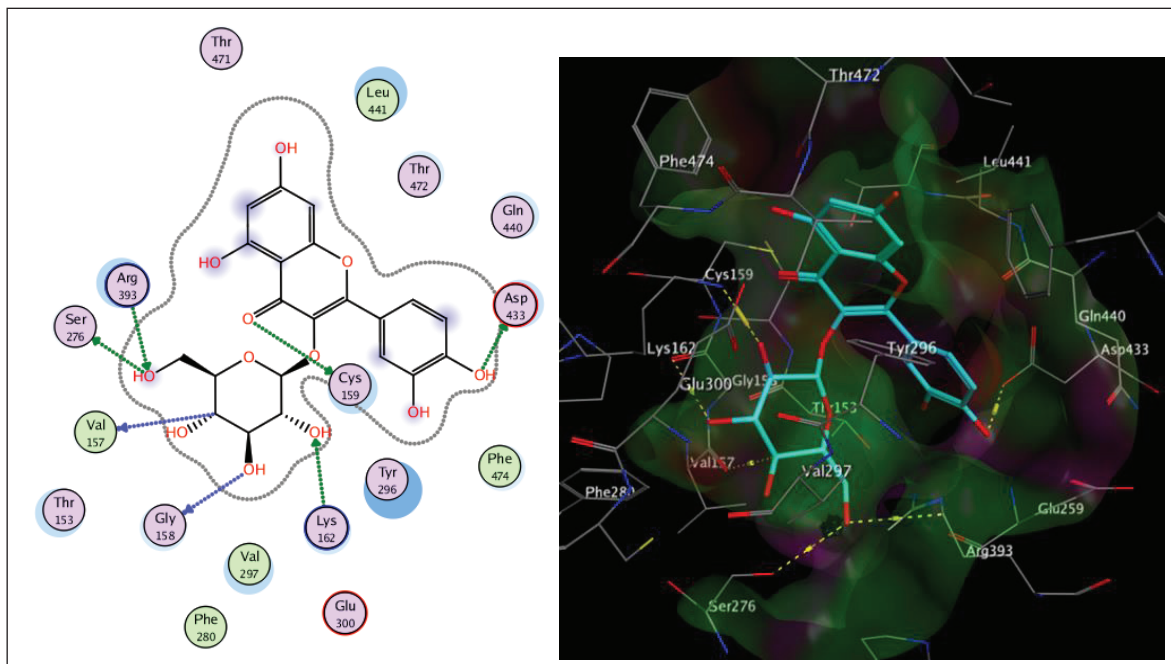 Thr
471
Leu
441
OH
Thr
472
Gln
440
OH
O
O
O
Arg
393
Ser
276
HO
O
Cys
159
OH
OH
Asp
433
Val
157
HO
OH
OH
Tyr
296
Phe
474
Thr
153
Gly
158
Lys
162
Val
297
Glu
300
Phe
280
Thr472
Phe474
Leu441
Cys159
Gln440
Lys162
Tyr296
Asp433
Glu300
Val157
Val297
Glu259
Arg393
Ser276